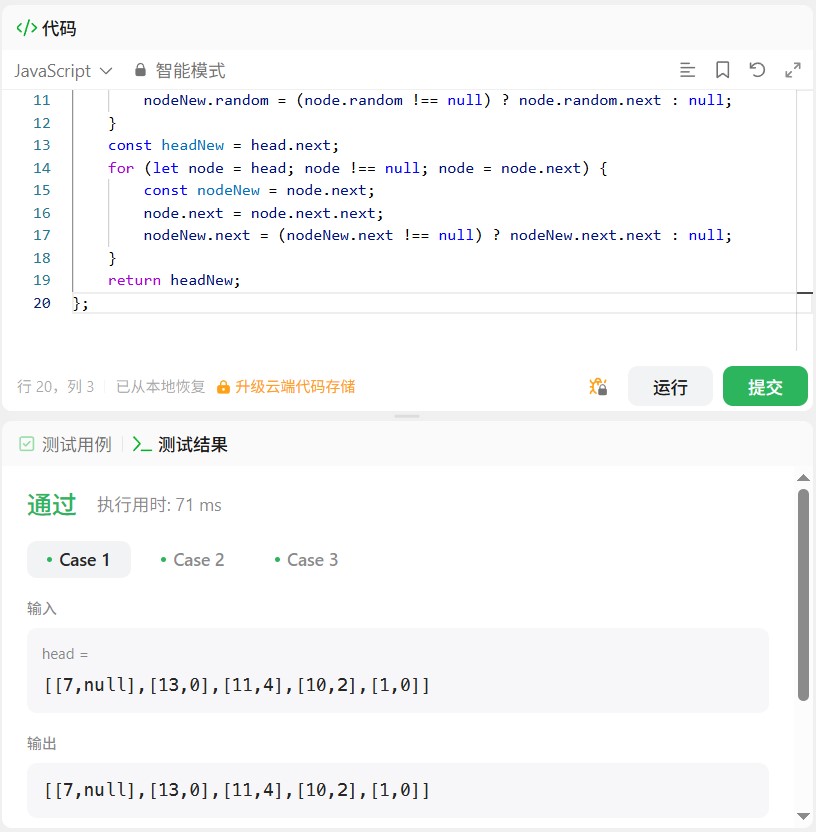 </> 代码
JavaScript 智能模式
11 nodeNew.random = (node.random !== null) ? node.random.next : null;
12 }
13 const headNew = head.next;
14 for (let node = head; node !== null; node = node.next) {
15 const nodeNew = node.next;
16 node.next = node.next.next;
17 nodeNew.next = (nodeNew.next !== null) ? nodeNew.next.next : null;
18 }
19 return headNew;
20 };
行 20, 列 3 已从本地恢复 升级云端代码存储 运行 提交
测试用例 >_ 测试结果
通过 执行用时: 71 ms
• Case 1 • Case 2 • Case 3
输入
head =
[[7,null],[13,0],[11,4],[10,2],[1,0]]
输出
[[7,null],[13,0],[11,4],[10,2],[1,0]]